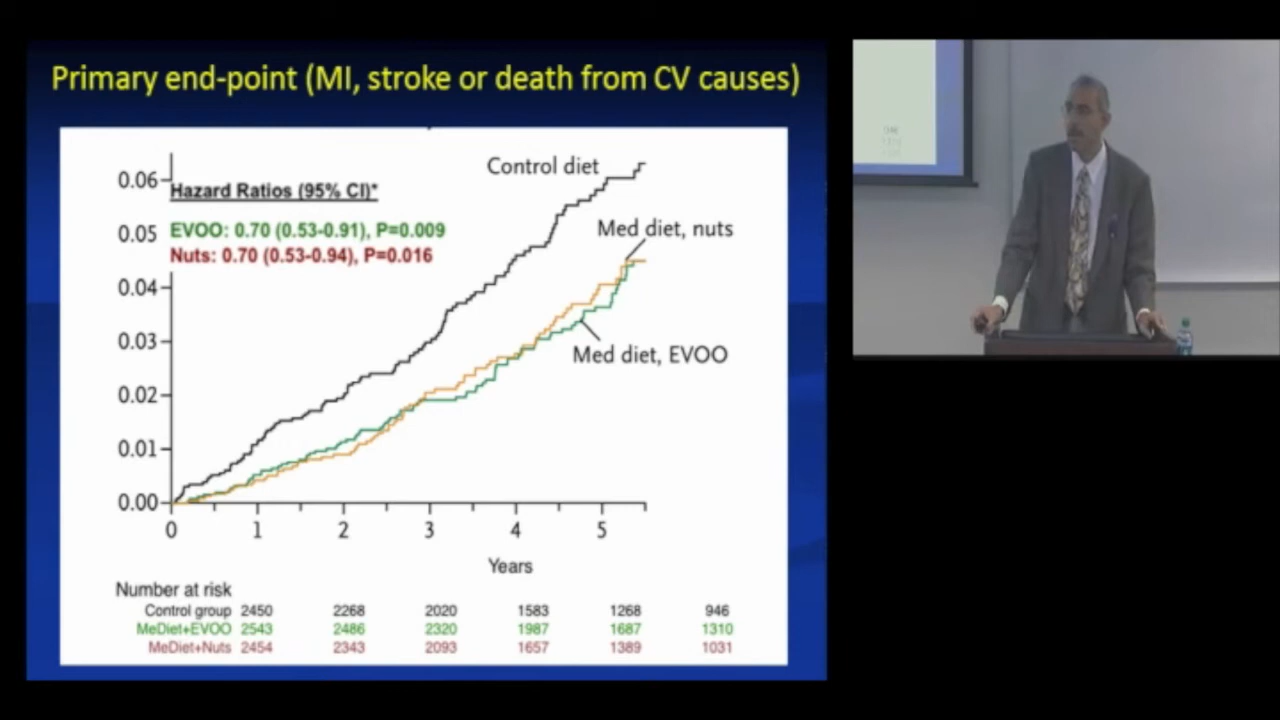 Primary end-point (MI, stroke or death from CV causes)
Control diet
0.06
Hazard Ratios (95% CI)*
Med diet, nuts
0.05
EVOO: 0.70 (0.53-0.91), P=0.009
Nuts: 0.70 (0.53-0.94), P=0.016
0.04
0.03
Med diet, EVOO
0.02
0.01
0.00
0 1 2 3 4 5
Years
Number at risk
Control group 2450 2268 2020 1583 1268 946
MeDiet+EVOO 2543 2486 2320 1987 1687 1310
MeDiet+Nuts 2454 2343 2093 1657 1389 1031